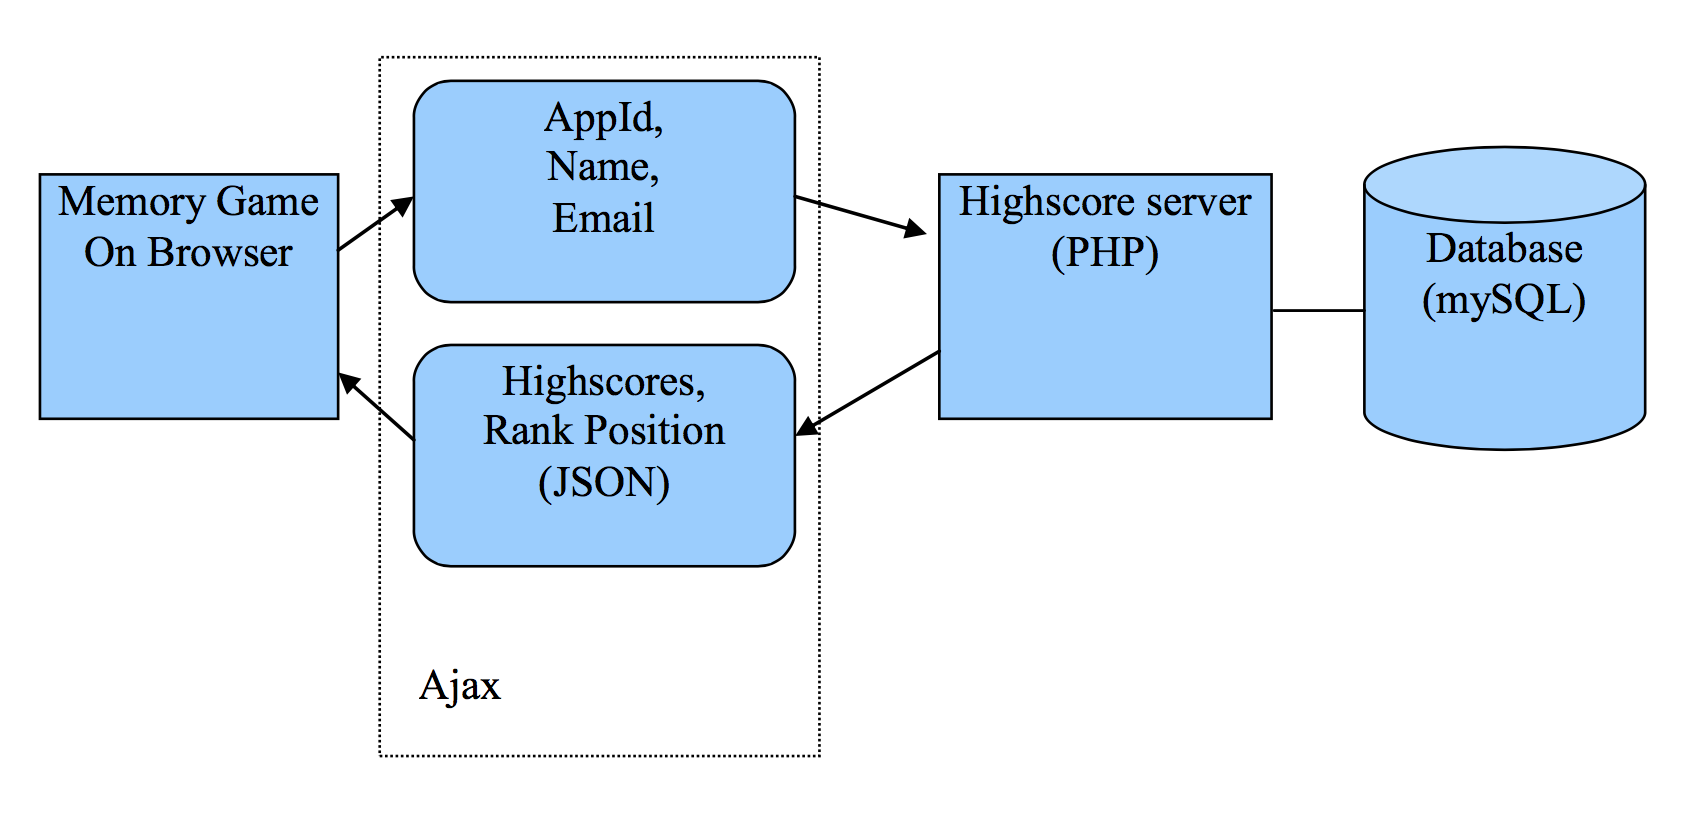 Memory Game
On Browser
AppId,
Name,
Email
Highscores,
Rank Position
(JSON)
Ajax
Highscore server
(PHP)
Database
(mySQL)